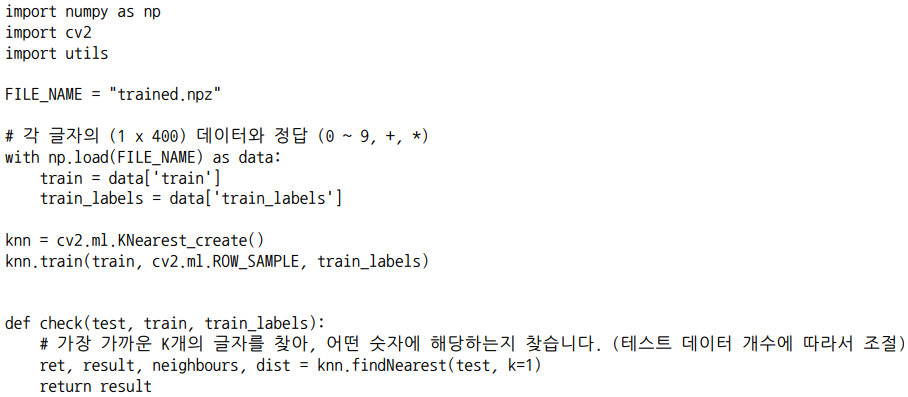 import numpy as np
import cv2
import utils
FILE_NAME = "trained.npz"
# 각 글자의 (1 x 400) 데이터와 정답 (0 ~ 9, +, *)
with np.load(FILE_NAME) as data:
    train = data['train']
    train_labels = data['train_labels']
knn = cv2.ml.KNearest_create()
knn.train(train, cv2.ml.ROW_SAMPLE, train_labels)
def check(test, train, train_labels):
    # 가장 가까운 K개의 글자를 찾아, 어떤 숫자에 해당하는지 찾습니다. (테스트 데이터 개수에 따라서 조절)
    ret, result, neighbours, dist = knn.findNearest(test, k=1)
    return result